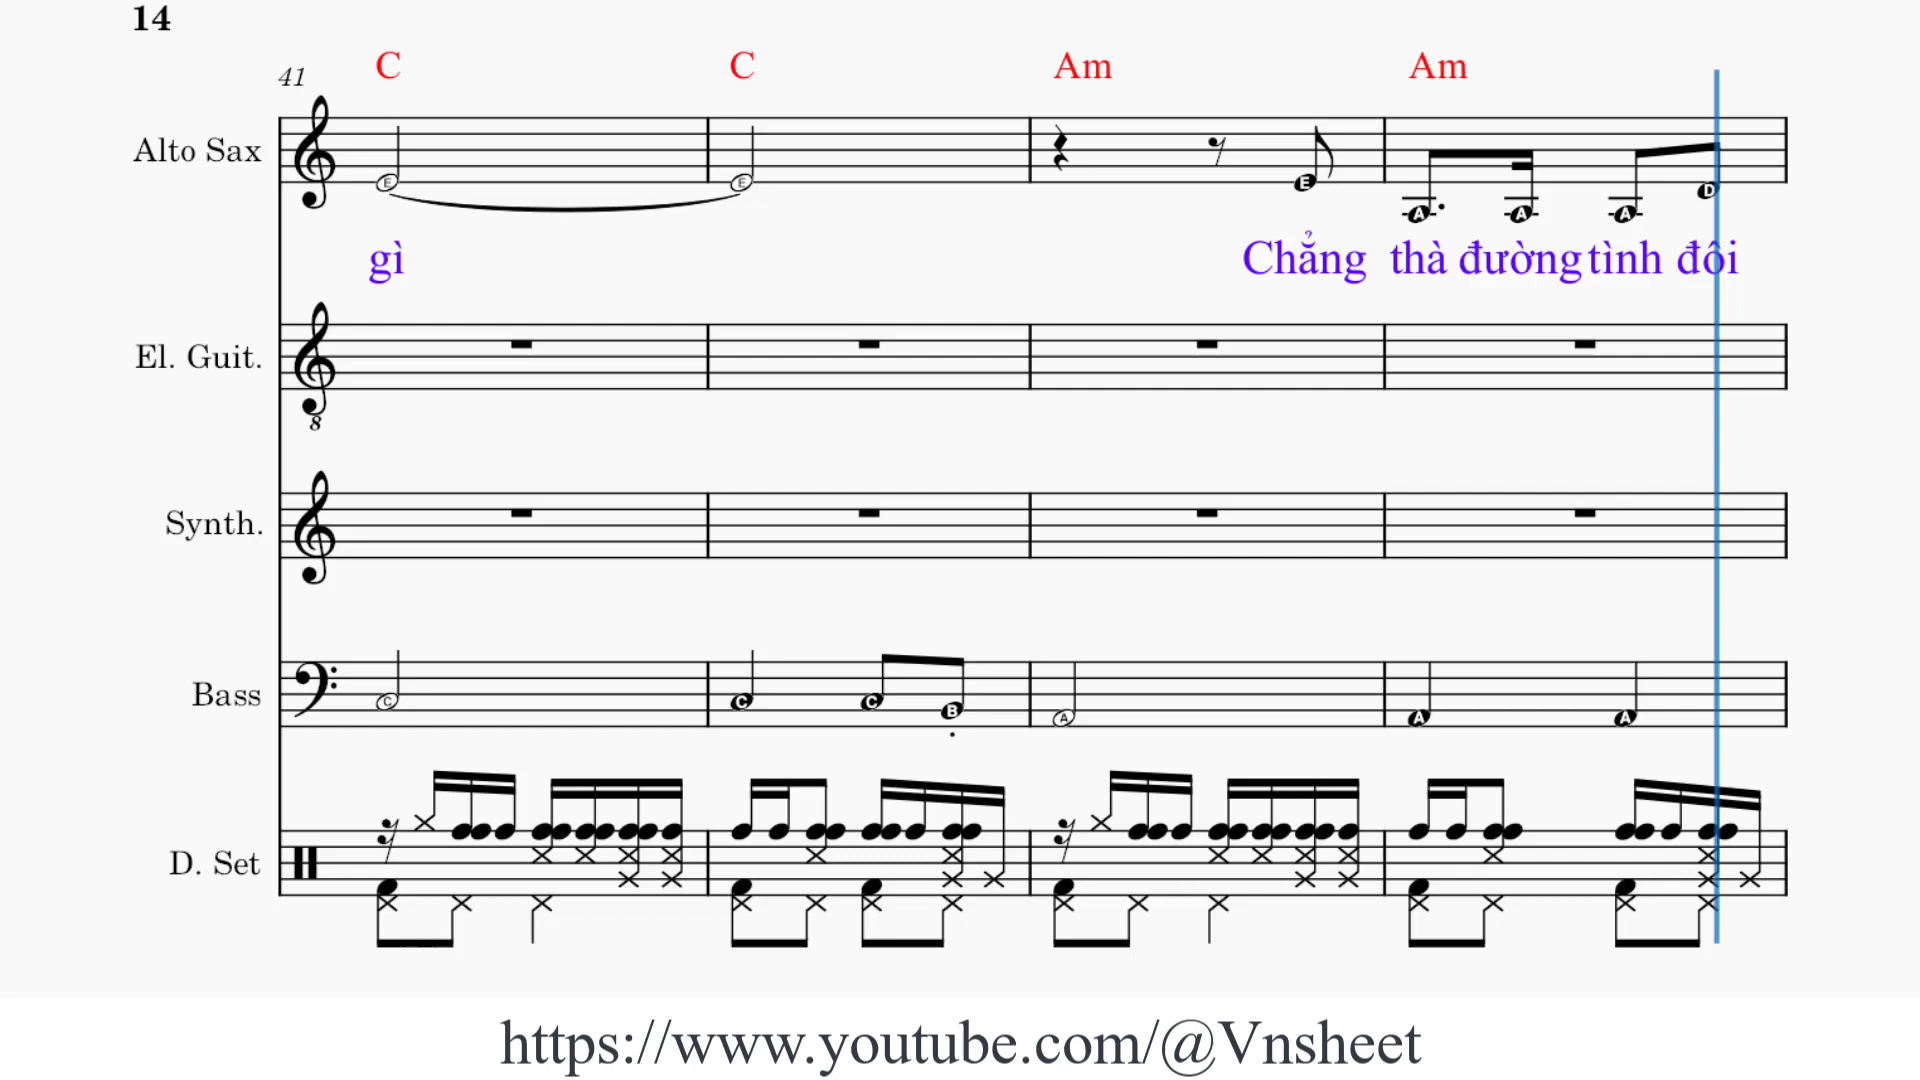 14
41 C C Am Am
Alto Sax
E E E A A A D
gì Chẳng thà đường tình đôi
El. Guit.
8
Synth.
Bass
C C C B A A A
D. Set
https://www.youtube.com/@Vnsheet